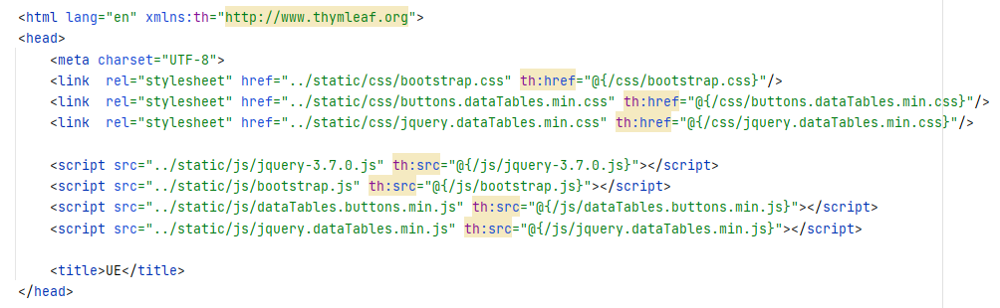 <html lang="en" xmlns:th="http://www.thymleaf.org">
<head>
<meta charset="UTF-8">
<link  rel="stylesheet" href="../static/css/bootstrap.css" th:href="@{/css/bootstrap.css}"/>
<link  rel="stylesheet" href="../static/css/buttons.dataTables.min.css" th:href="@{/css/buttons.dataTables.min.css}"/>
<link  rel="stylesheet" href="../static/css/jquery.dataTables.min.css" th:href="@{/css/jquery.dataTables.min.css}"/>
<script src="../static/js/jquery-3.7.0.js" th:src="@{/js/jquery-3.7.0.js}"></script>
<script src="../static/js/bootstrap.js" th:src="@{/js/bootstrap.js}"></script>
<script src="../static/js/dataTables.buttons.min.js" th:src="@{/js/dataTables.buttons.min.js}"></script>
<script src="../static/js/jquery.dataTables.min.js" th:src="@{/js/jquery.dataTables.min.js}"></script>
<title>UE</title>
</head>